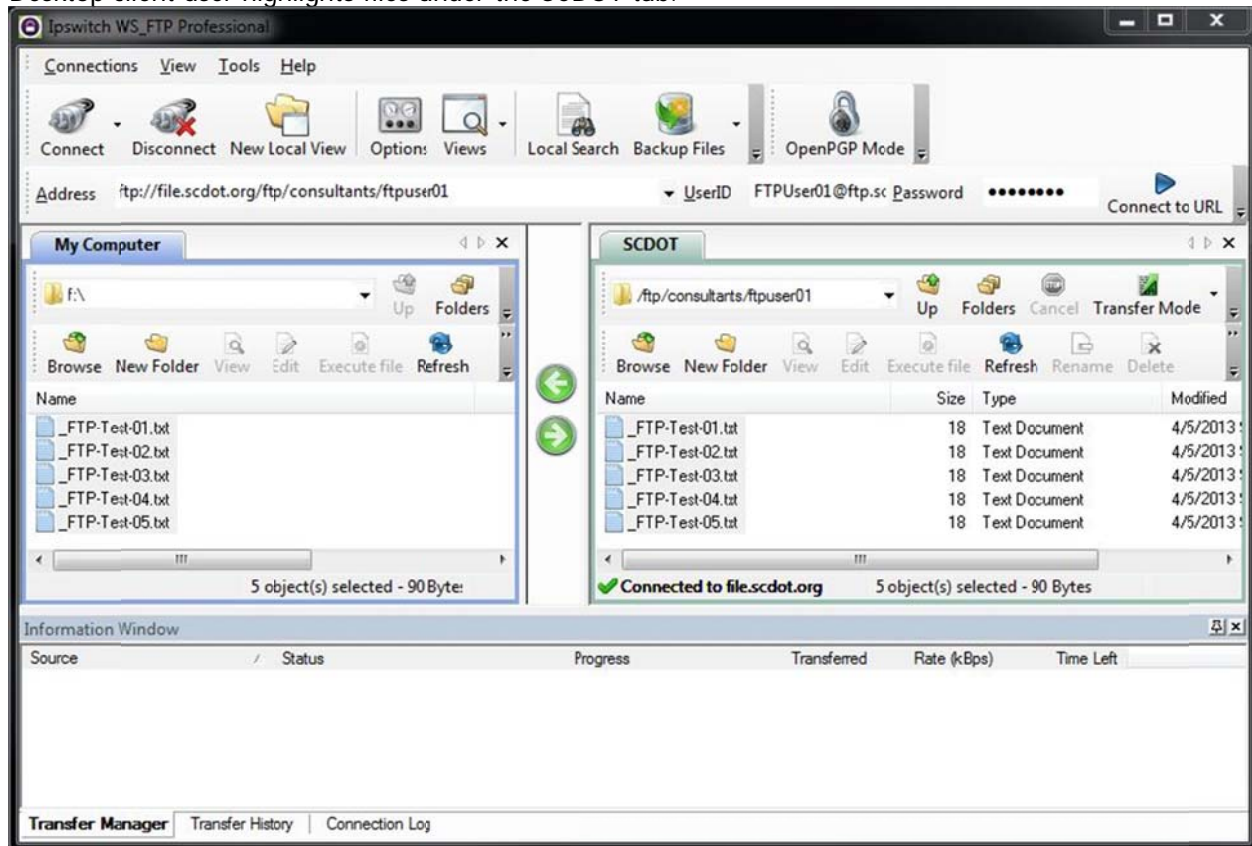 Desktop client user highlights files under the SCDOT tab.
Ipswitch WS_FTP Professional
Connections View Tools Help
Connect Disconnect New Local View Options Views Local Search Backup Files OpenPGP Mode
Address ftp://file.scdot.org/ftp/consultants/ftpuser01 UserID FTPUser01@ftp.sc Password ●●●●●●●● Connect to URL
My Computer
f:\ Up Folders
Browse New Folder View Edit Execute file Refresh
Name
_FTP-Test-01.txt
_FTP-Test-02.txt
_FTP-Test-03.txt
_FTP-Test-04.txt
_FTP-Test-05.txt
5 object(s) selected - 90 Bytes
SCDOT
/ftp/consultants/ftpuser01 Up Folders Cancel Transfer Mode
Browse New Folder View Edit Execute file Refresh Rename Delete
Name Size Type Modified
_FTP-Test-01.txt 18 Text Document 4/5/2013
_FTP-Test-02.txt 18 Text Document 4/5/2013
_FTP-Test-03.txt 18 Text Document 4/5/2013
_FTP-Test-04.txt 18 Text Document 4/5/2013
_FTP-Test-05.txt 18 Text Document 4/5/2013
Connected to file.scdot.org 5 object(s) selected - 90 Bytes
Information Window
Source Status Progress Transferred Rate (kBps) Time Left
Transfer Manager Transfer History Connection Log